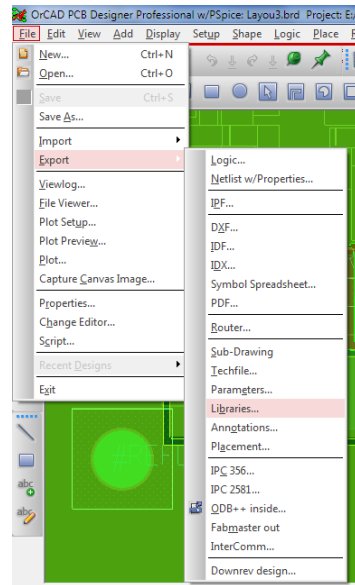 OrCAD PCB Designer Professional w/PSpice: Layou3.brd Project: E:
File Edit View Add Display Setup Shape Logic Place
New... Ctrl+N
Open... Ctrl+O
Save Ctrl+S
Save As...
Import
Export
Viewlog...
File Viewer...
Plot Setup...
Plot Preview...
Plot...
Capture Canvas Image...
Properties...
Change Editor...
Script...
Recent Designs
Exit
Logic...
Netlist w/Properties...
IPF...
DXF...
IDF...
IDX...
Symbol Spreadsheet...
PDF...
Router...
Sub-Drawing
Techfile...
Parameters...
Libraries...
Annotations...
Placement...
IPC 356...
IPC 2581...
ODB++ inside...
Fabmaster out
InterComm...
Downrev design...
abc
abc